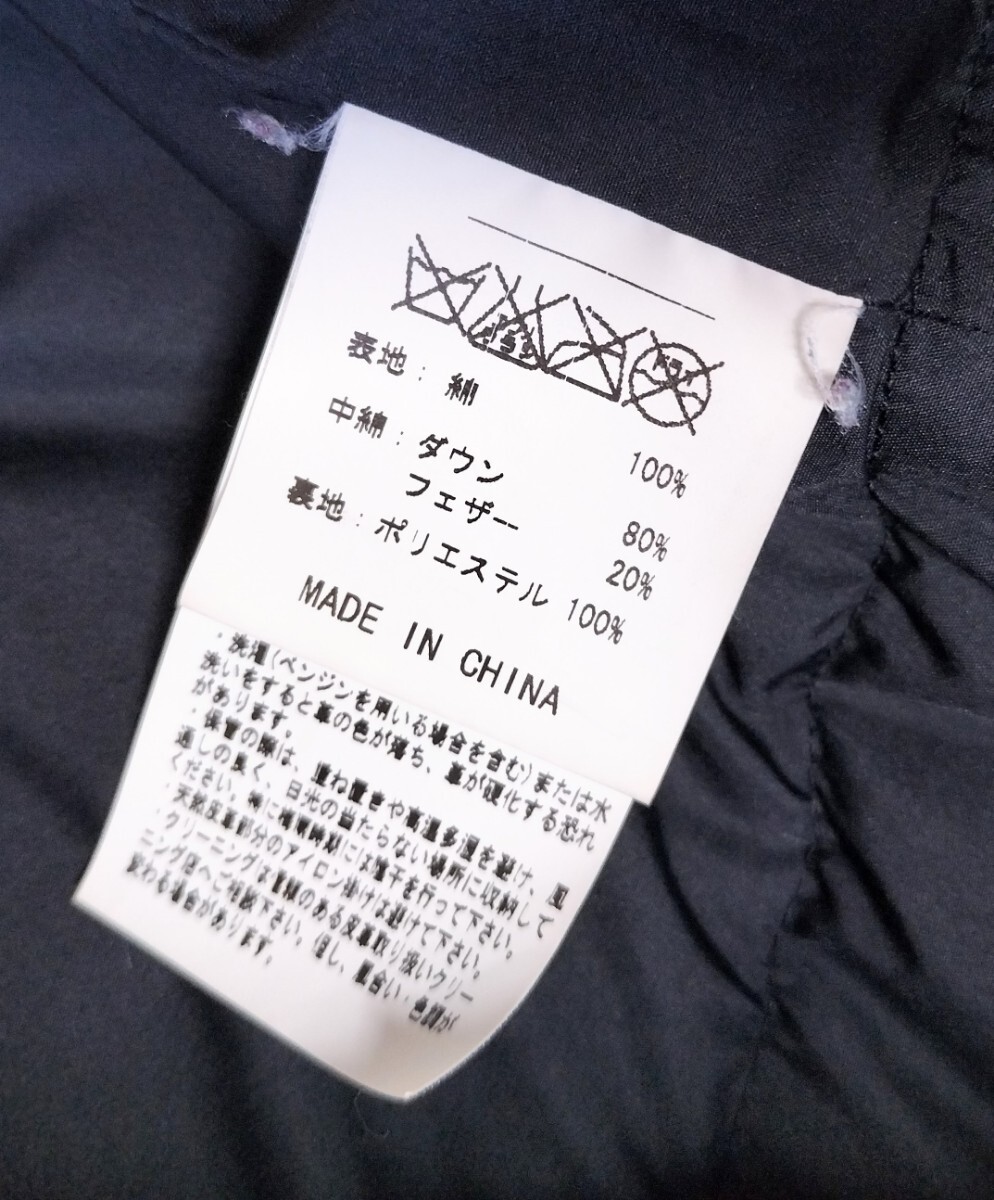 表地: 綿 100%
中綿: ダウン 80%
フェザー 20%
裏地: ポリエステル 100%
MADE IN CHINA
・洗濯(ベンジンを用いる場合を含む)または水
洗いをすると革の色が落ち、革が硬化する恐れ
があります。
・保管の際は、重ね置きや高温多湿を避け、風
通しの良く、日光の当たらない場所に収納して
ください。特に梅雨時期には陰干を行って下さい。
・天然皮革部分のアイロン掛けは避けて下さい。
・クリーニングは実績のある皮革取り扱いクリー
ニング店へご相談下さい。但し、風合い・色調が
変わる場合があります。